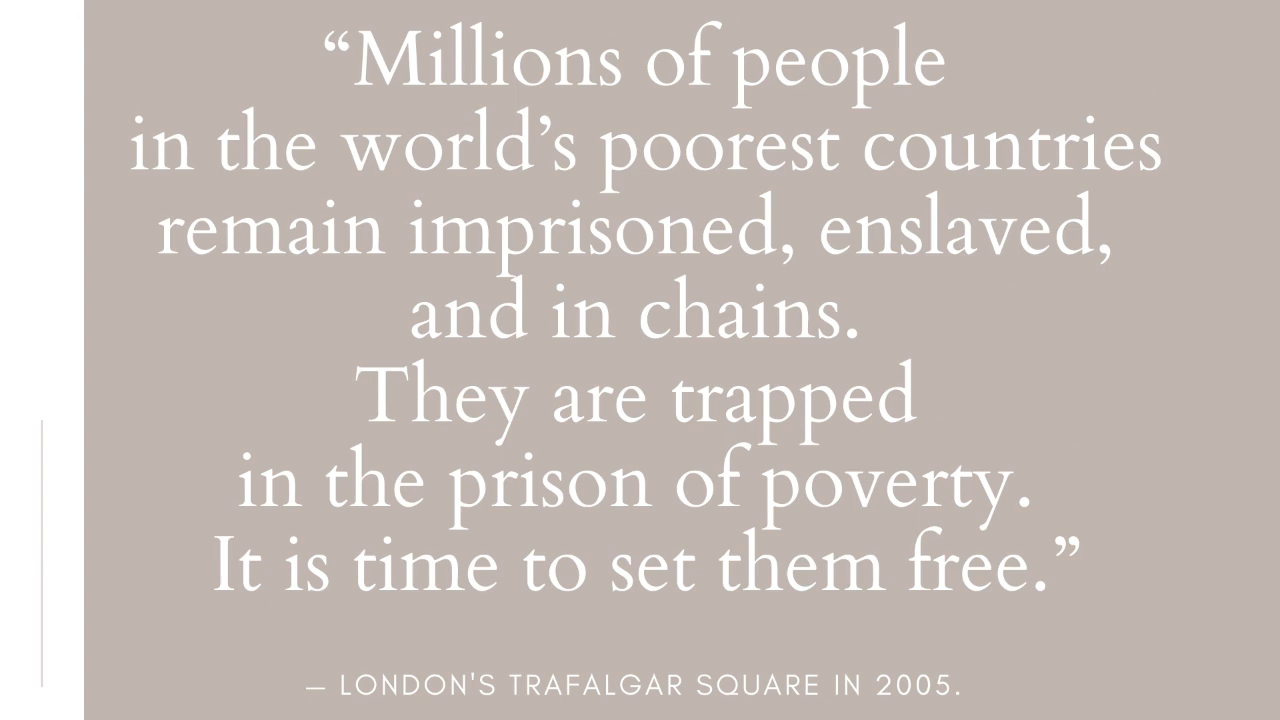 “Millions of people
in the world’s poorest countries
remain imprisoned, enslaved,
and in chains.
They are trapped
in the prison of poverty.
It is time to set them free.”
– LONDON'S TRAFALGAR SQUARE IN 2005.